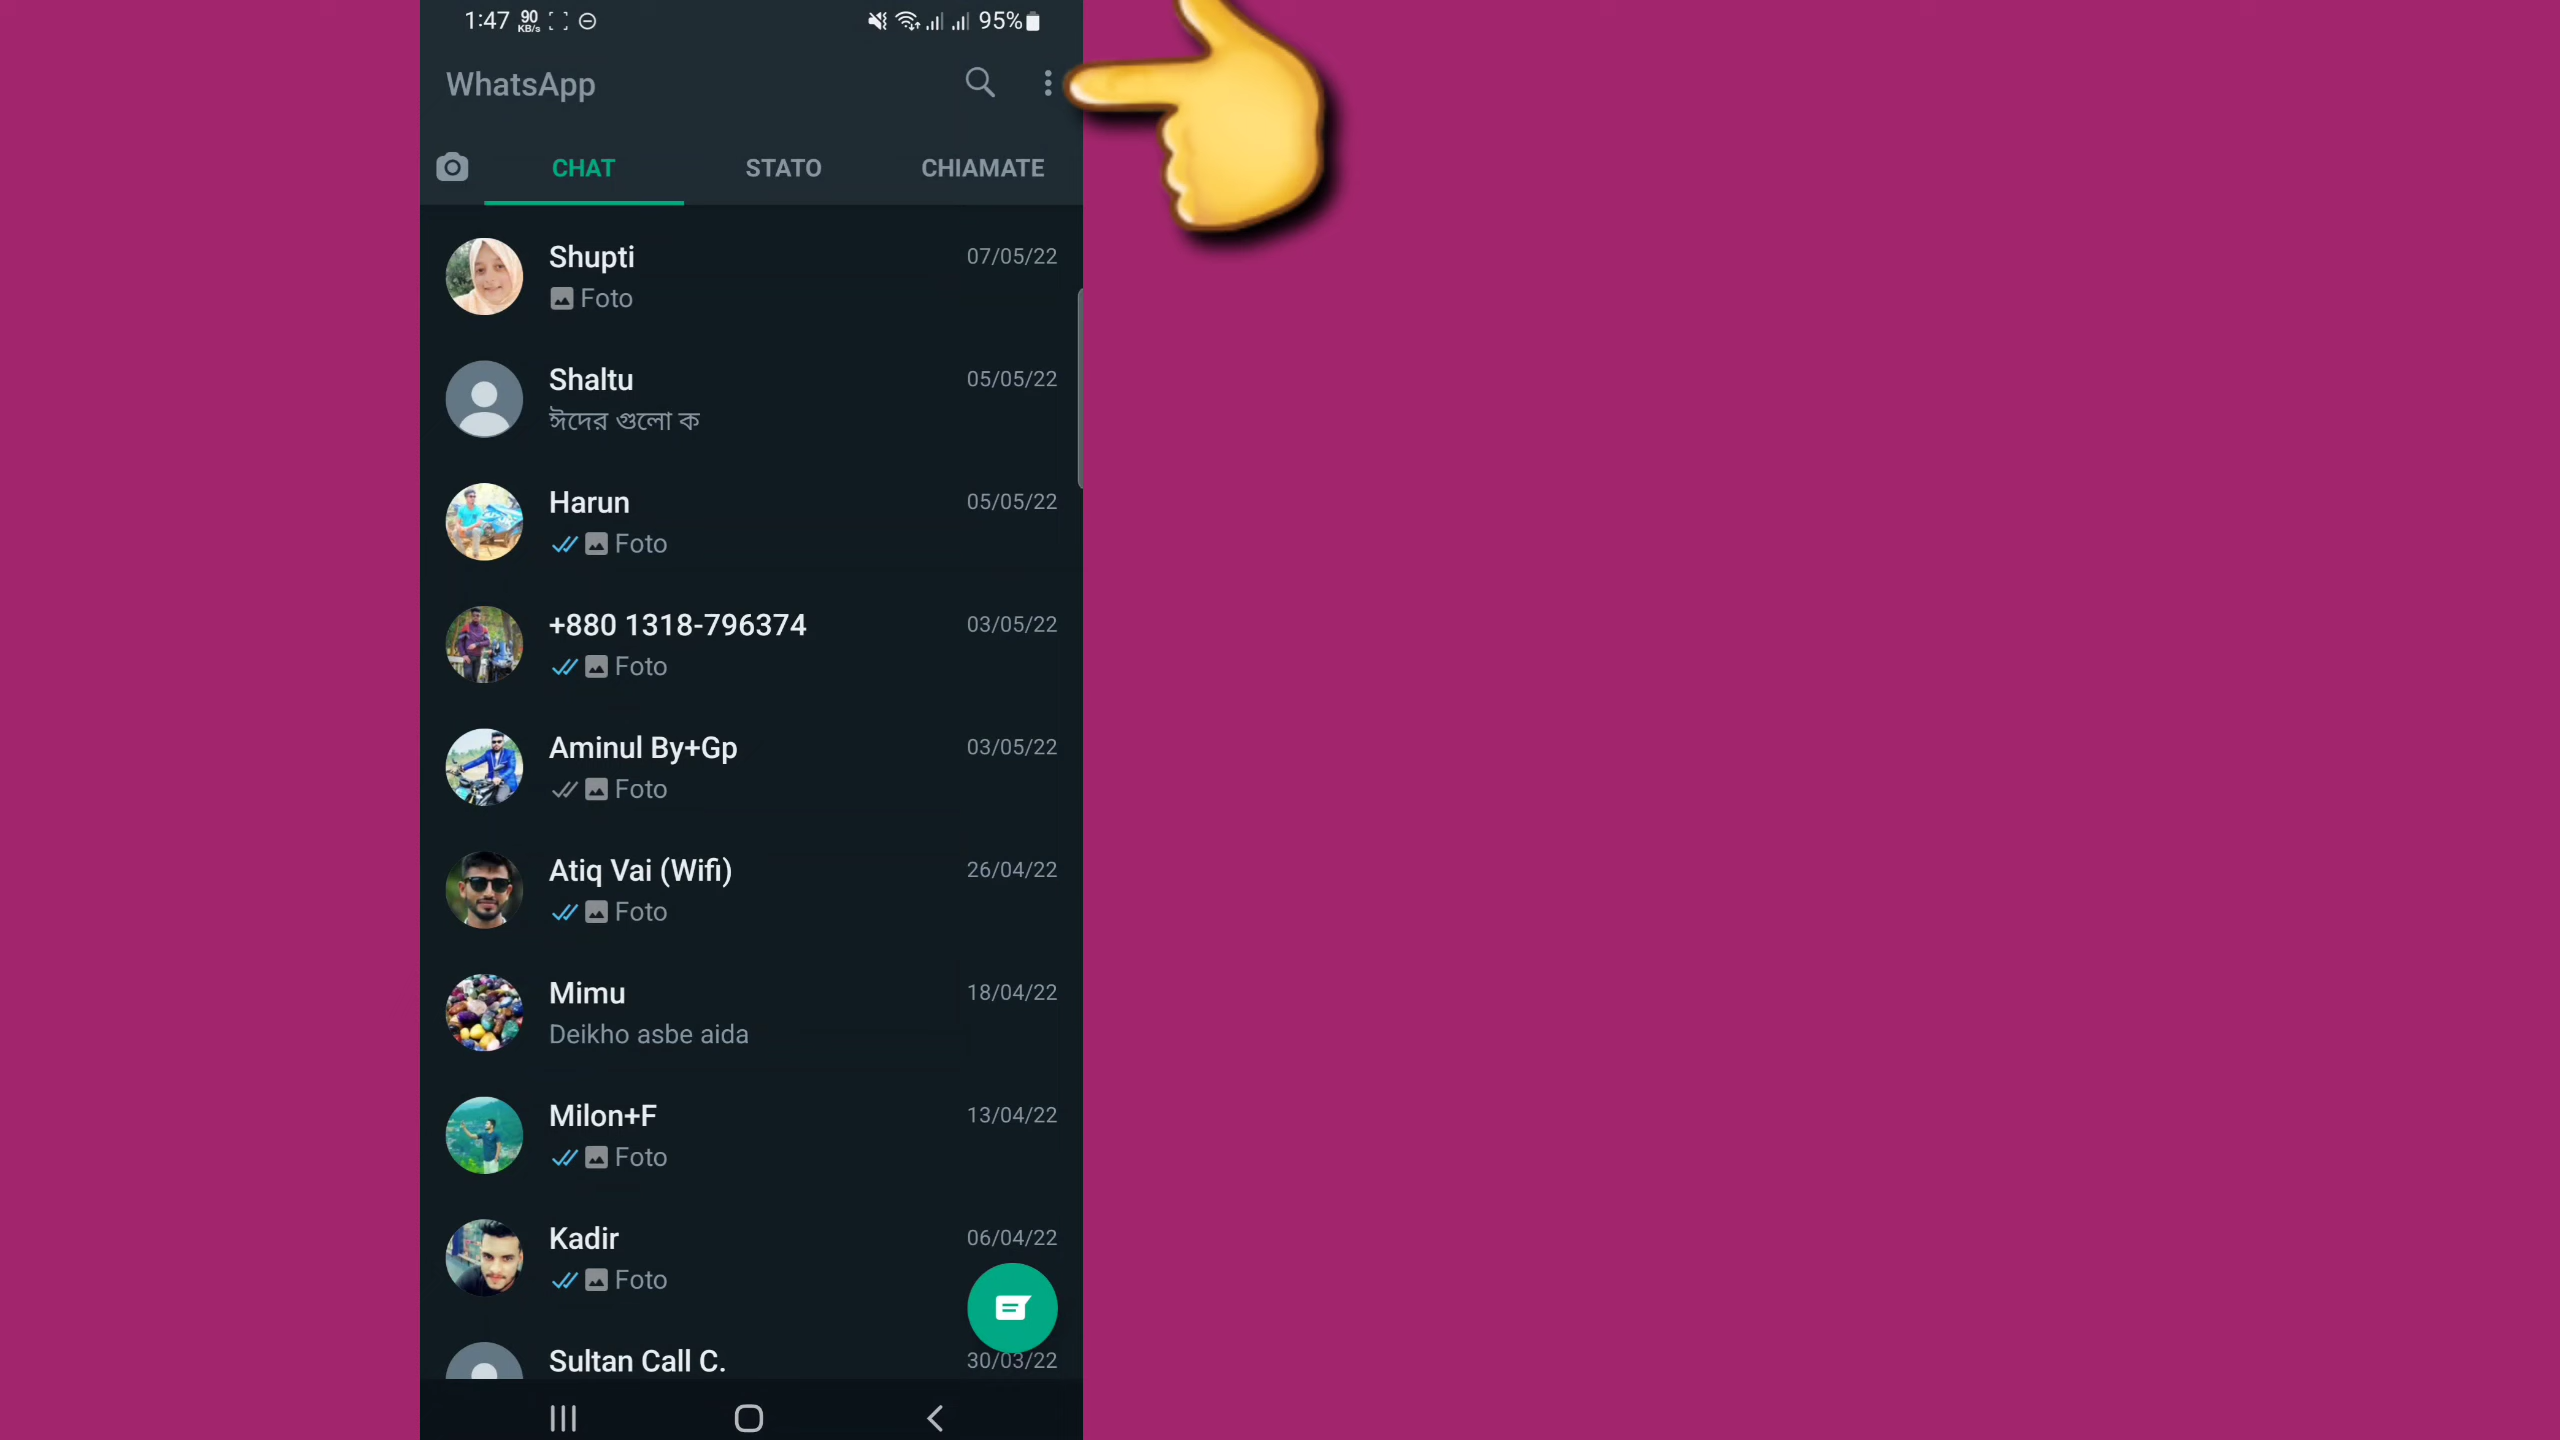 1:47 90 KB/s 95%
WhatsApp
CHAT STATO CHIAMATE
Shupti 07/05/22
Foto
Shaltu 05/05/22
ঈদের গুলো ক
Harun 05/05/22
Foto
+880 1318-796374 03/05/22
Foto
Aminul By+Gp 03/05/22
Foto
Atiq Vai (Wifi) 26/04/22
Foto
Mimu 18/04/22
Deikho asbe aida
Milon+F 13/04/22
Foto
Kadir 06/04/22
Foto
Sultan Call C. 30/03/22